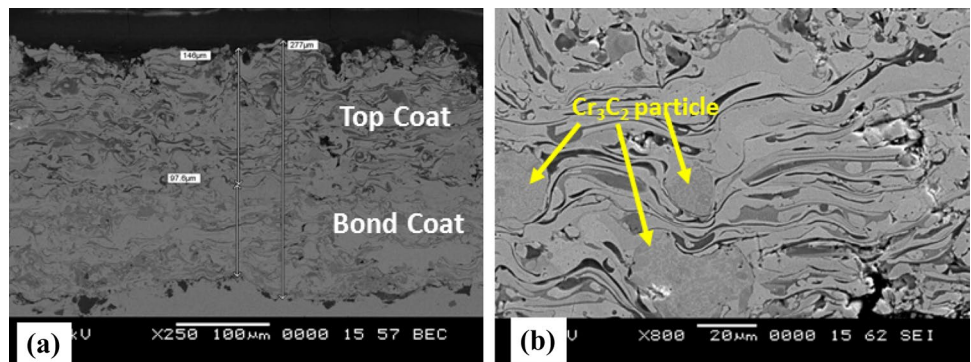 146µm
277µm
Top Coat
97.6µm
Bond Coat
(a)
kV X250 100µm 0000 15 57 BEC
Cr₃C₂ particle
(b)
V X800 20µm 0000 15 62 SEI